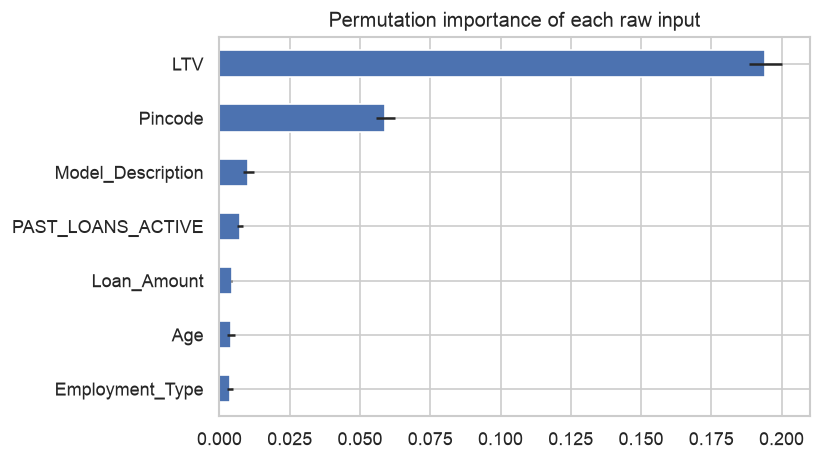 Permutation importance of each raw input
LTV
Pincode
Model_Description
PAST_LOANS_ACTIVE
Loan_Amount
Age
Employment_Type
0.000 0.025 0.050 0.075 0.100 0.125 0.150 0.175 0.200